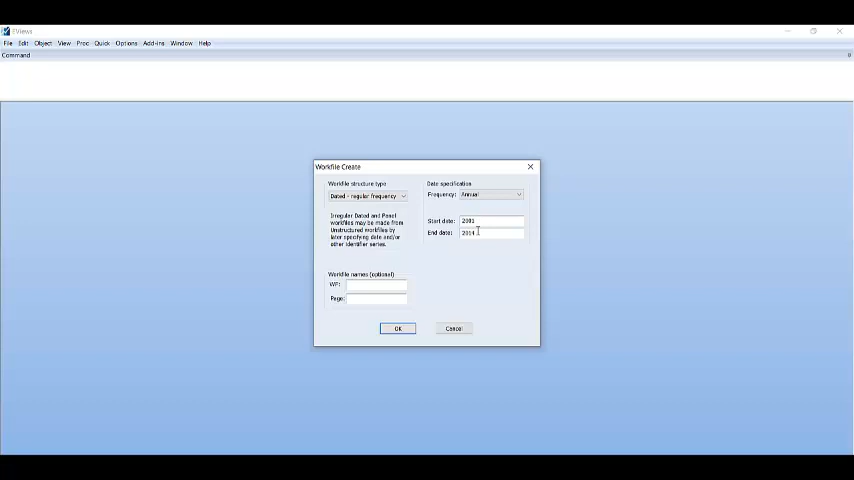 EViews
File Edit Object View Proc Quick Options Add-ins Window Help
Command
Workfile Create
Workfile structure type
Dated - regular frequency
Irregular Dated and Panel
workfiles may be made from
Unstructured workfiles by
later specifying date and/or
other identifier series.
Date specification
Frequency: Annual
Start date: 2001
End date: 2014
Workfile names (optional)
WF:
Page:
OK Cancel